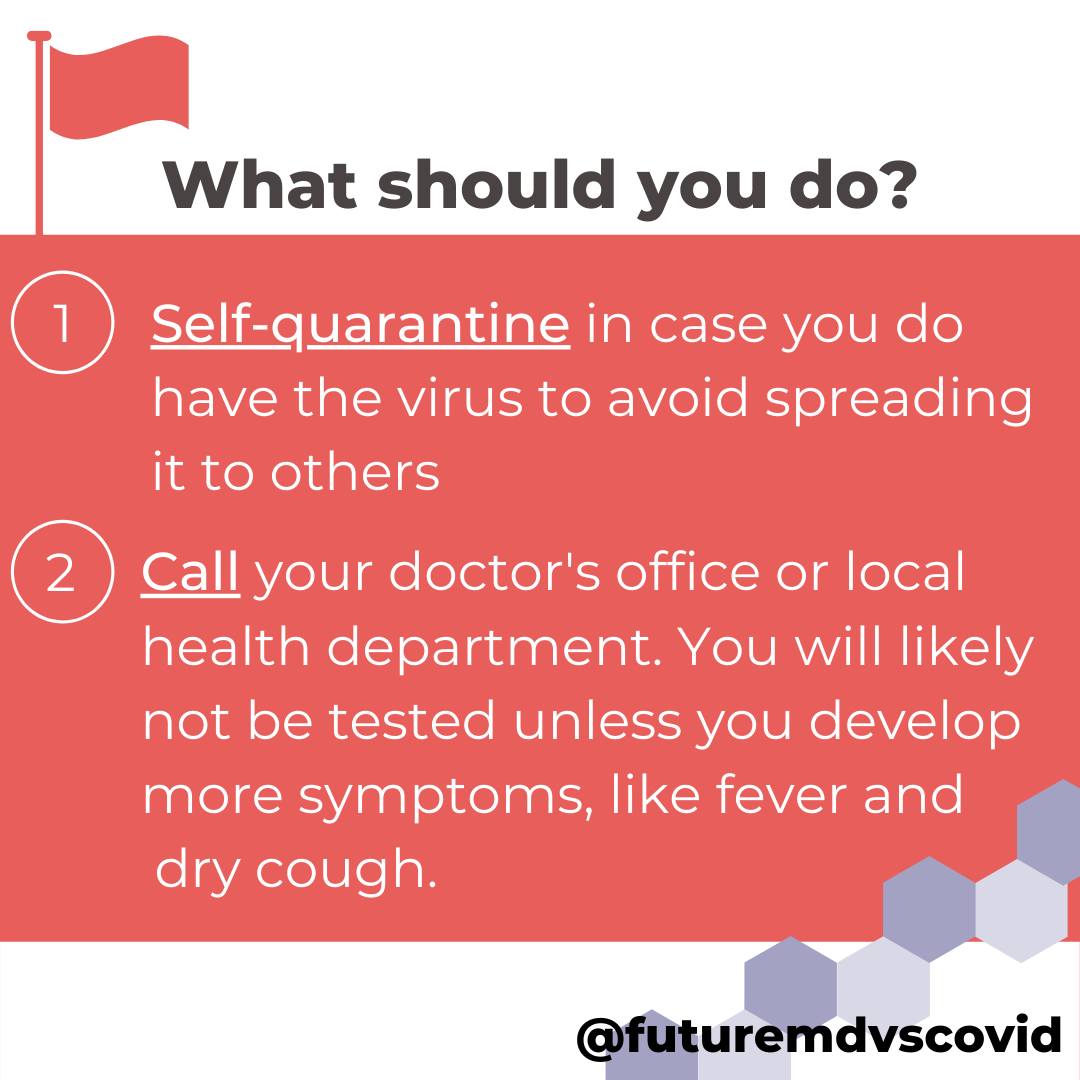 What should you do?
1
Self-quarantine in case you do
have the virus to avoid spreading
it to others
2
Call your doctor's office or local
health department. You will likely
not be tested unless you develop
more symptoms, like fever and
dry cough.
@futuremdvscovid